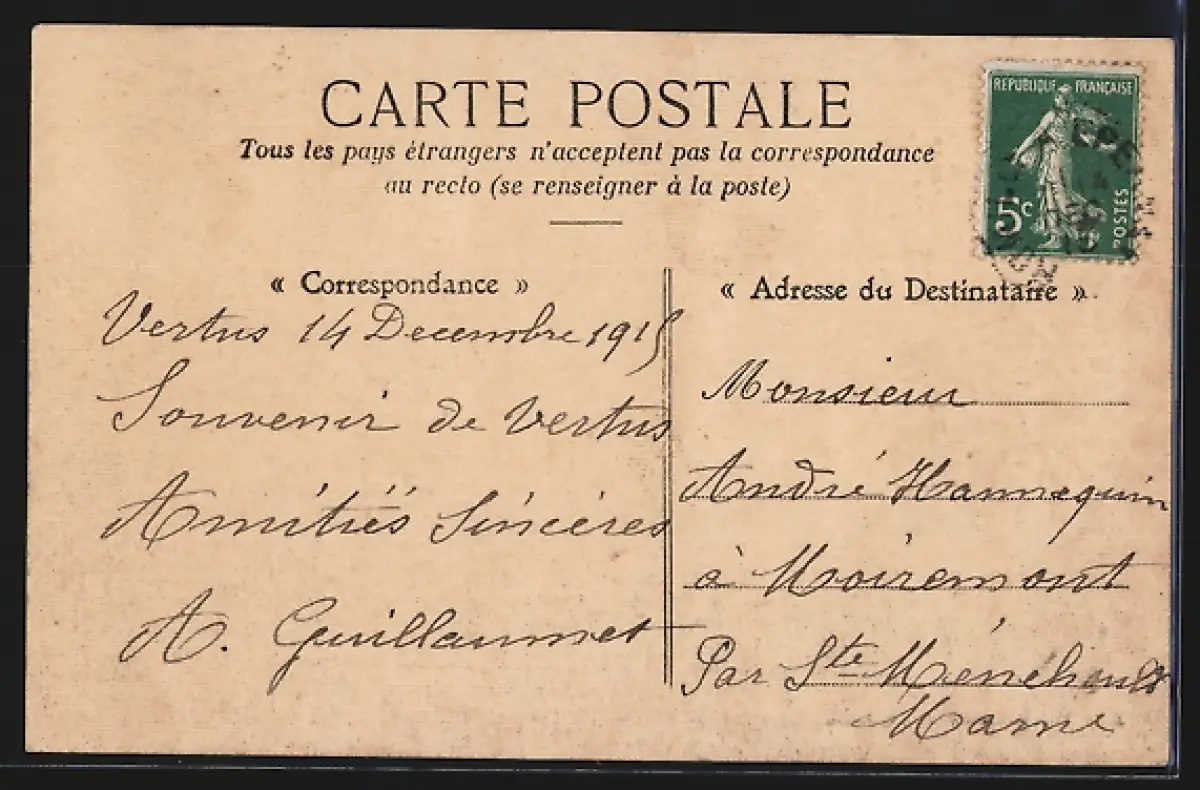 CARTE POSTALE
Tous les pays étrangers n'acceptent pas la correspondance
au recto (se renseigner à la poste)
REPUBLIQUE FRANÇAISE
5c
POSTES
« Correspondance »
Vertus 14 Decembre 1915
Souvenir de Vertus
Amitiés Sincères
A. Guillaumet
« Adresse du Destinataire »
Monsieur
André Hannequin
à Moiremont
Par Ste Ménehould
Marne